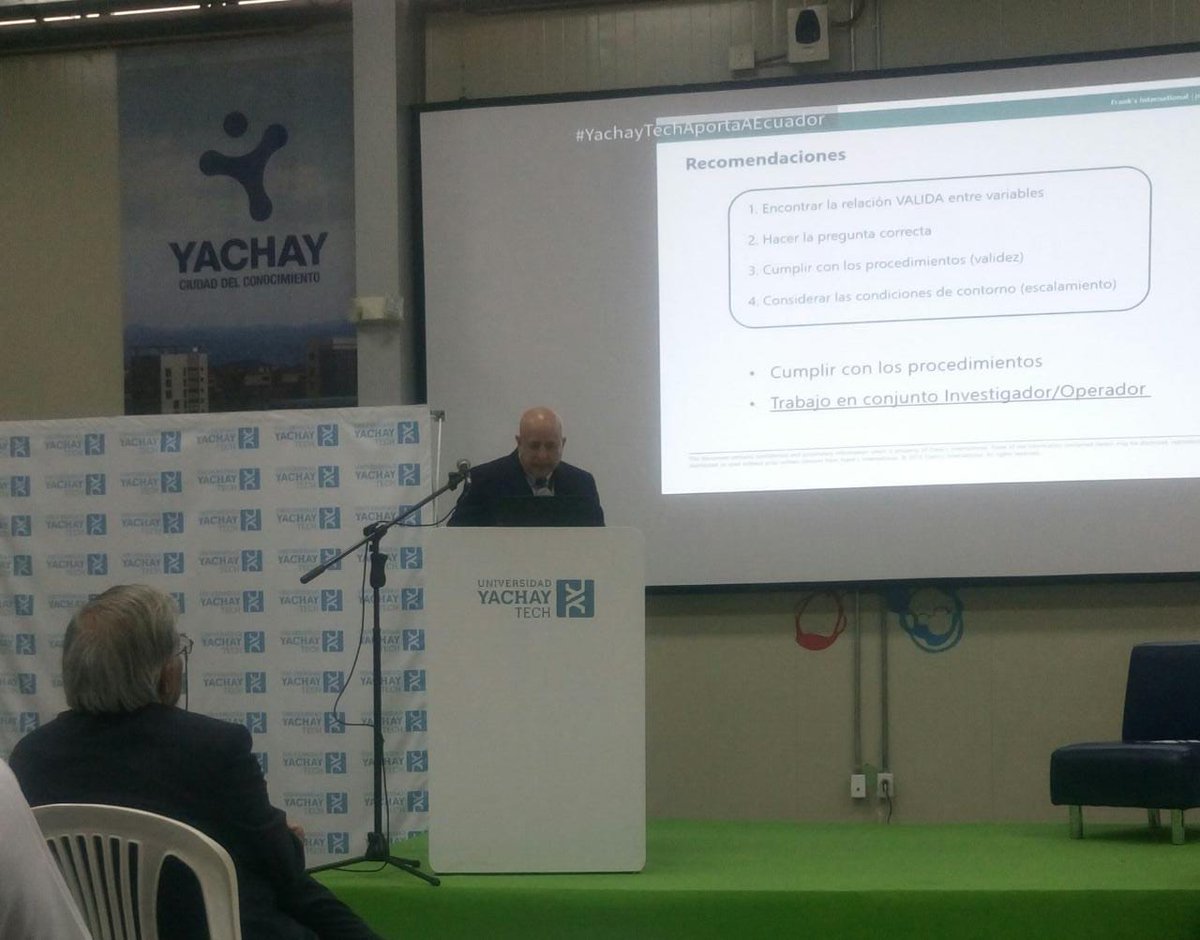 YACHAY
CIUDAD DEL CONOCIMIENTO
#YachayTechAportaAEcuador
Frank's International
Recomendaciones
1. Encontrar la relación VALIDA entre variables
2. Hacer la pregunta correcta
3. Cumplir con los procedimientos (validez)
4. Considerar las condiciones de contorno (escalamiento)
• Cumplir con los procedimientos
• Trabajo en conjunto Investigador/Operador
UNIVERSIDAD
YACHAY
TECH